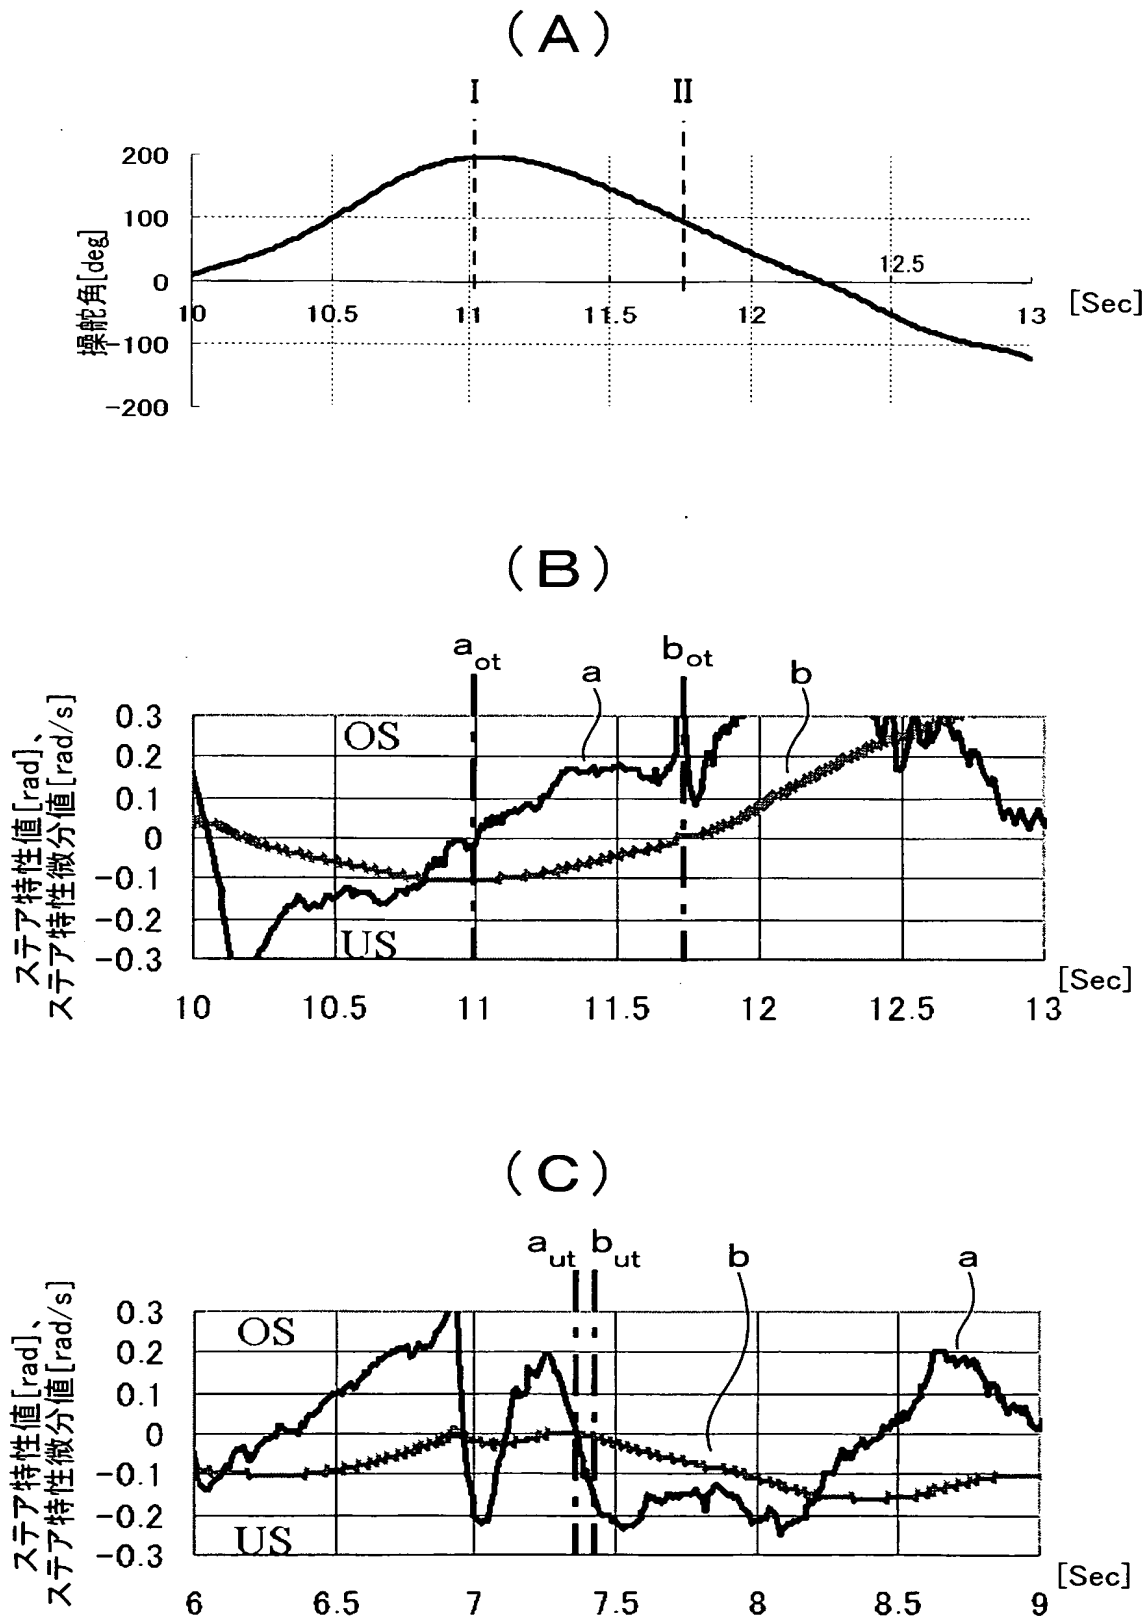 (A)
I II
200
100
0
-100
-200
操舵角[deg]
12.5
10 10.5 11 11.5 12 13 [Sec]
(B)
a_ot b_ot
a b
ステア特性値[rad]、
ステア特性微分値[rad/s]
0.3
0.2
0.1
0
-0.1
-0.2
-0.3
OS
US
10 10.5 11 11.5 12 12.5 13 [Sec]
(C)
a_ut b_ut b a
ステア特性値[rad]、
ステア特性微分値[rad/s]
0.3
0.2
0.1
0
-0.1
-0.2
-0.3
OS
US
6 6.5 7 7.5 8 8.5 9 [Sec]